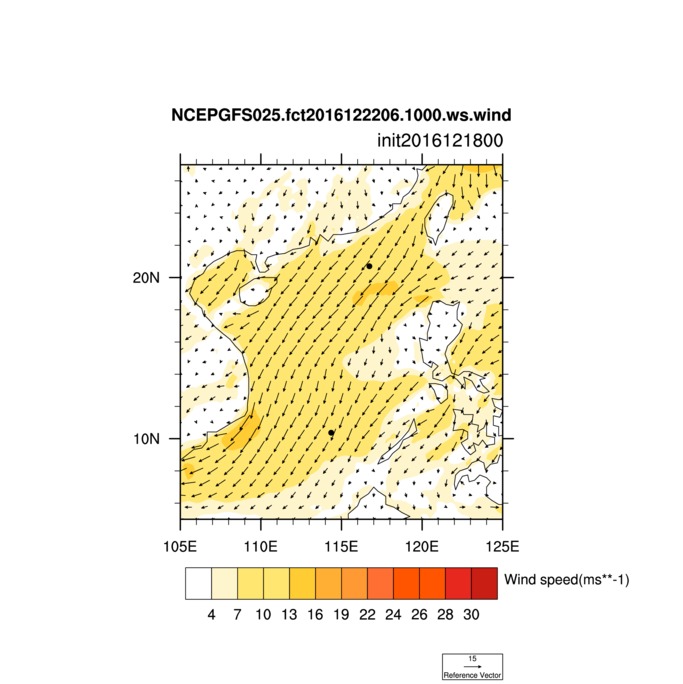 NCEPGFS025.fct2016122206.1000.ws.wind
init2016121800
20N
10N
105E 110E 115E 120E 125E
Wind speed(ms**-1)
4 7 10 13 16 19 22 24 26 28 30
15
Reference Vector